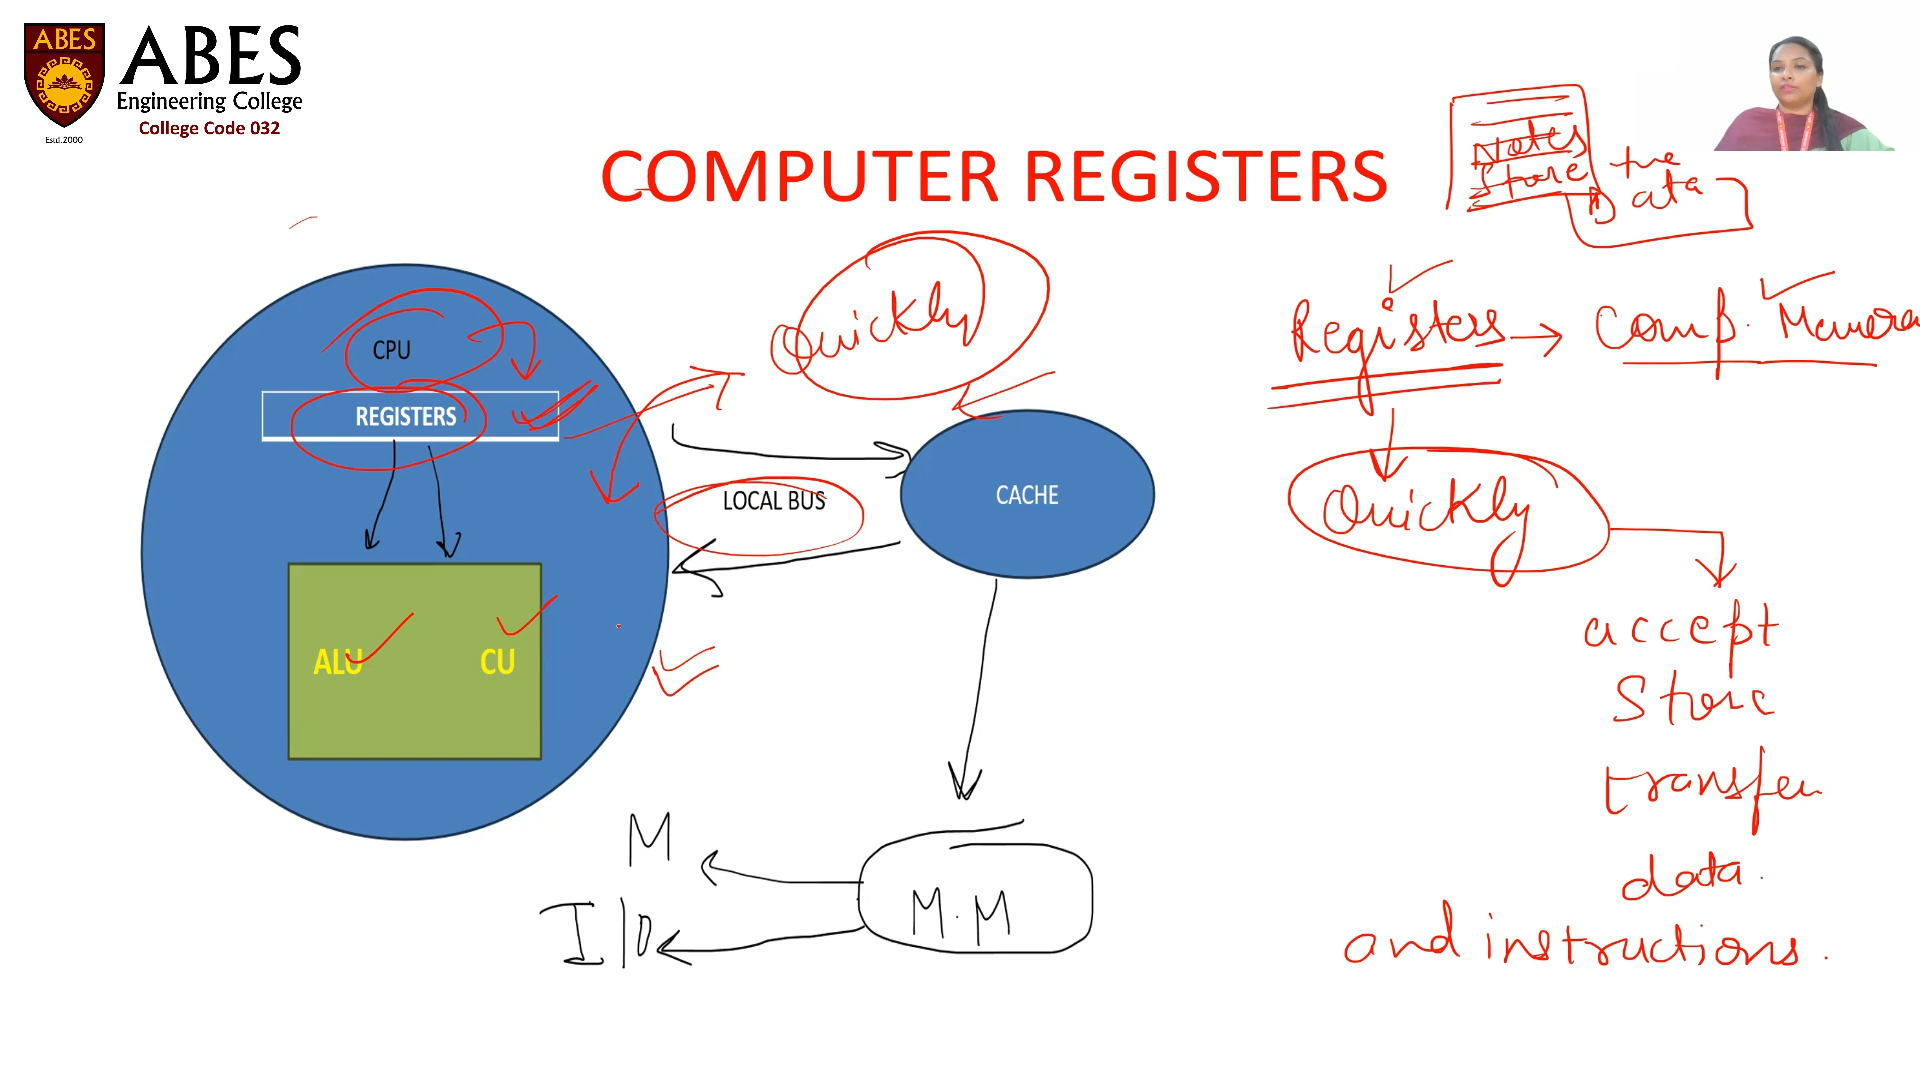 ABES
ABES
Engineering College
College Code 032
Estd.2000
COMPUTER REGISTERS
Notes
Store
the
Data
CPU
REGISTERS
Quickly
Registers → Comp. Memora
LOCAL BUS
CACHE
Quickly
ALU
CU
accept
Store
transfer
data.
and instructions.
M
I/O
M.M